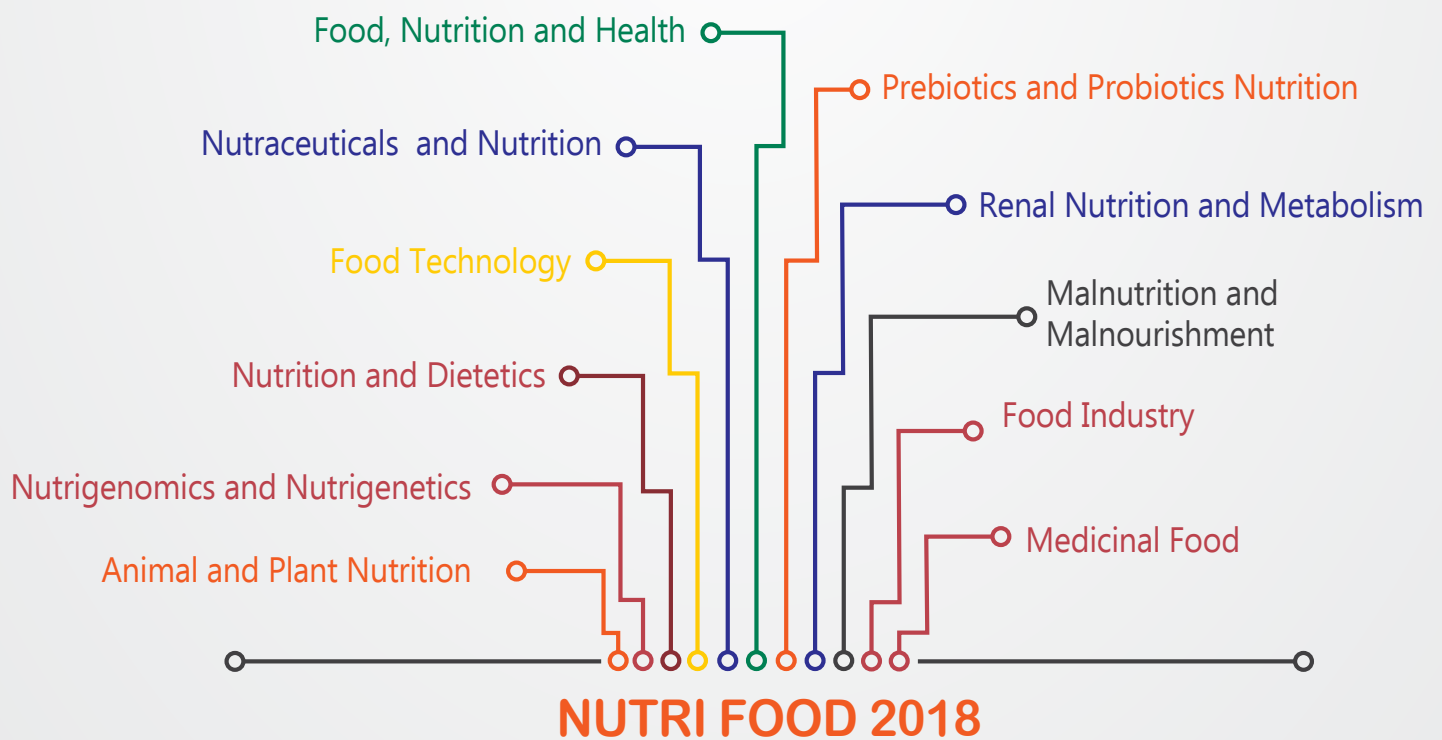 Food, Nutrition and Health
Prebiotics and Probiotics Nutrition
Nutraceuticals and Nutrition
Renal Nutrition and Metabolism
Food Technology
Malnutrition and
Malnourishment
Nutrition and Dietetics
Food Industry
Nutrigenomics and Nutrigenetics
Medicinal Food
Animal and Plant Nutrition
NUTRI FOOD 2018